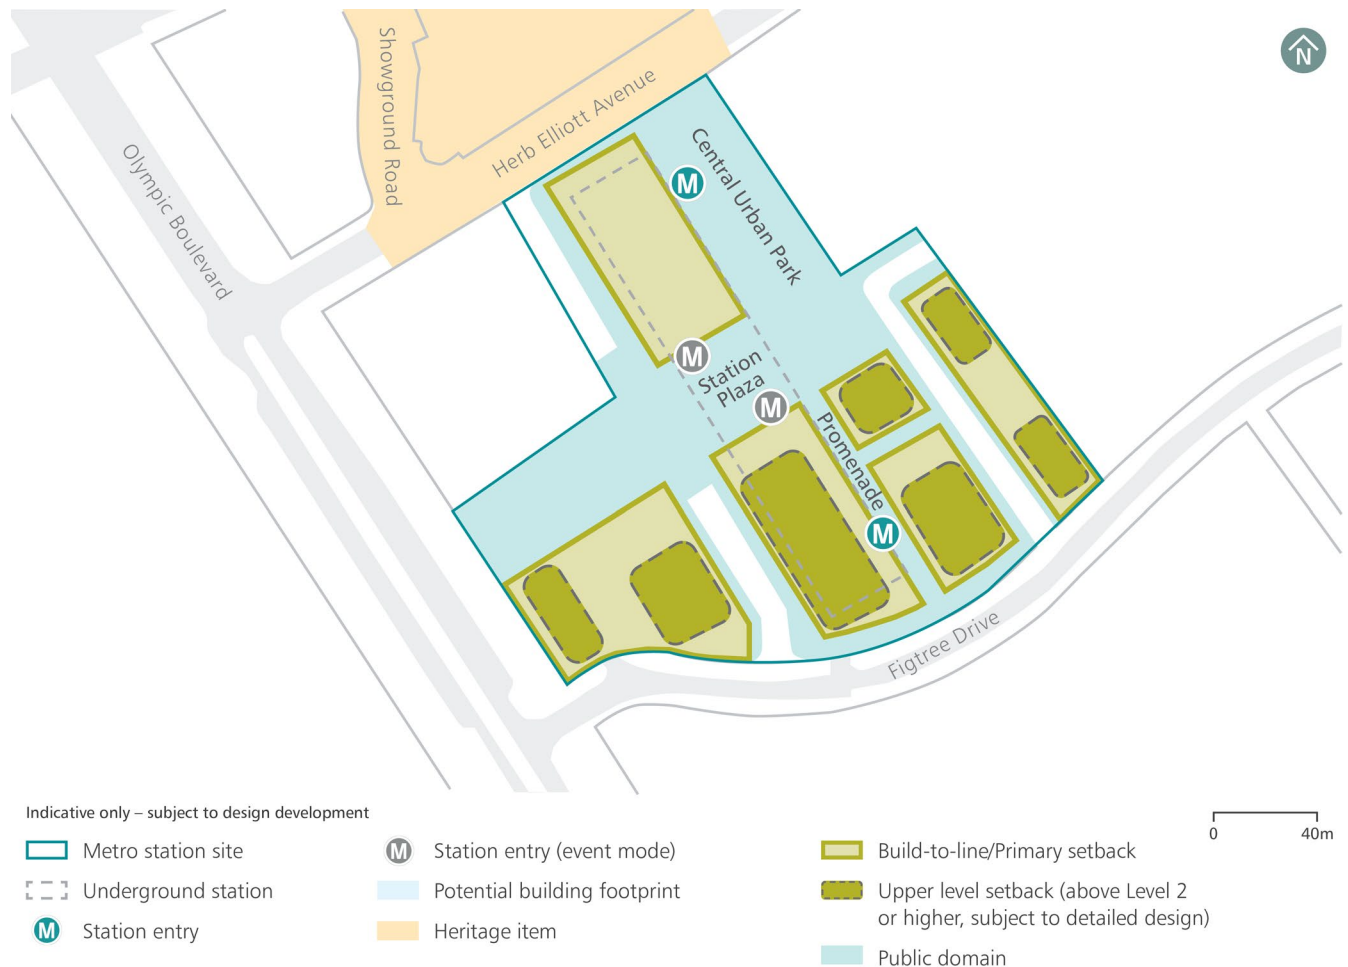 N
Showground Road
Herb Elliott Avenue
Olympic Boulevard
Central Urban Park
M
M
Station
Plaza
M
Promenade
M
Figtree Drive
Indicative only – subject to design development
0 40m
Metro station site
Underground station
M Station entry
M Station entry (event mode)
Potential building footprint
Heritage item
Build-to-line/Primary setback
Upper level setback (above Level 2
or higher, subject to detailed design)
Public domain